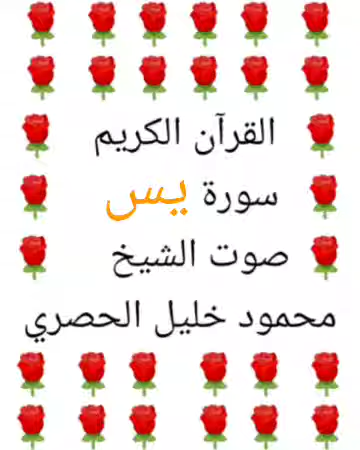 القرآن الكريم
سورة يس
صوت الشيخ
محمود خليل الحصري